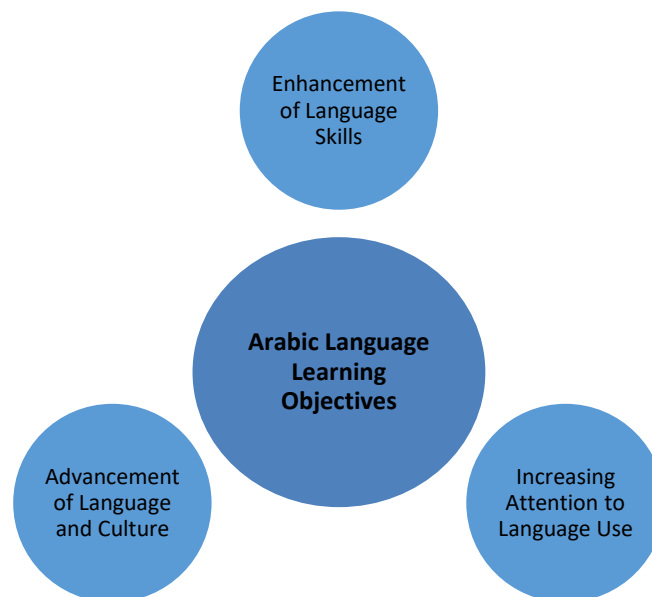 Enhancement
of Language
Skills
Arabic Language
Learning
Objectives
Advancement
of Language
and Culture
Increasing
Attention to
Language Use